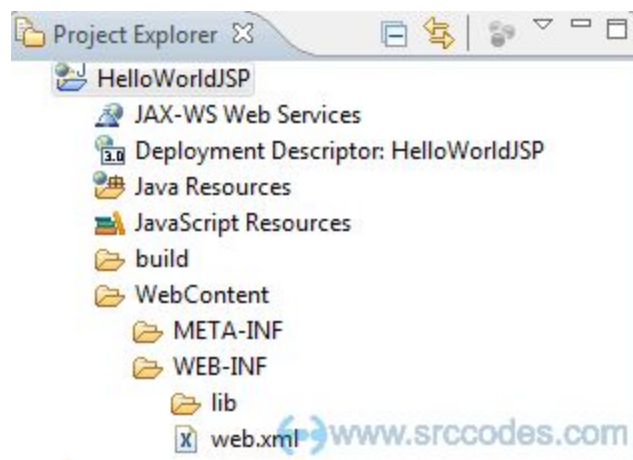 Project Explorer
HelloWorldJSP
JAX-WS Web Services
3.0 Deployment Descriptor: HelloWorldJSP
Java Resources
JavaScript Resources
build
WebContent
META-INF
WEB-INF
lib
X web.xml www.srccodes.com